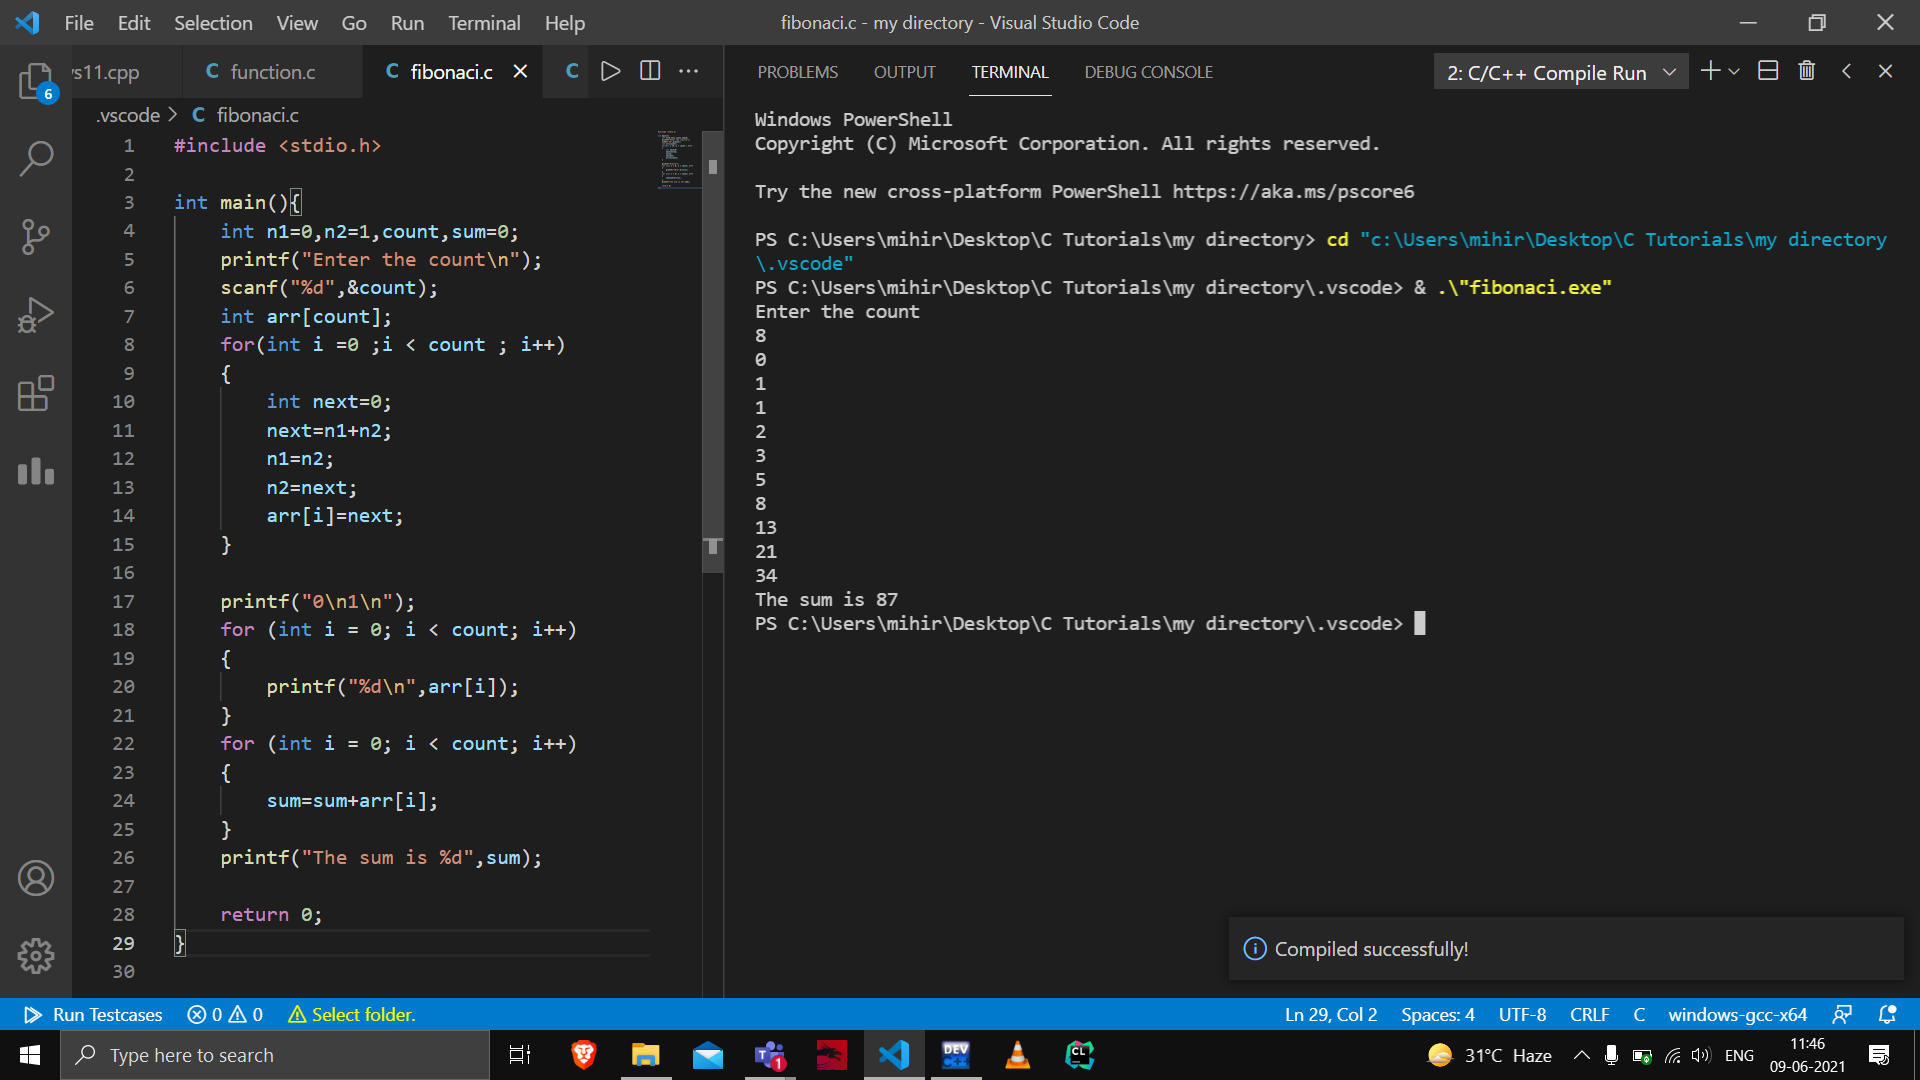 File Edit Selection View Go Run Terminal Help
fibonaci.c - my directory - Visual Studio Code
/s11.cpp
C function.c
C fibonaci.c
C
.vscode > C fibonaci.c
6
1 #include <stdio.h>
2
3 int main(){
4 int n1=0,n2=1,count,sum=0;
5 printf("Enter the count\n");
6 scanf("%d",&count);
7 int arr[count];
8 for(int i =0 ;i < count ; i++)
9 {
10 int next=0;
11 next=n1+n2;
12 n1=n2;
13 n2=next;
14 arr[i]=next;
15 }
16
17 printf("0\n1\n");
18 for (int i = 0; i < count; i++)
19 {
20 printf("%d\n",arr[i]);
21 }
22 for (int i = 0; i < count; i++)
23 {
24 sum=sum+arr[i];
25 }
26 printf("The sum is %d",sum);
27
28 return 0;
29 }
30
PROBLEMS OUTPUT TERMINAL DEBUG CONSOLE
2: C/C++ Compile Run
Windows PowerShell
Copyright (C) Microsoft Corporation. All rights reserved.
Try the new cross-platform PowerShell https://aka.ms/pscore6
PS C:\Users\mihir\Desktop\C Tutorials\my directory> cd "c:\Users\mihir\Desktop\C Tutorials\my directory
\.vscode"
PS C:\Users\mihir\Desktop\C Tutorials\my directory\.vscode> & .\"fibonaci.exe"
Enter the count
8
0
1
1
2
3
5
8
13
21
34
The sum is 87
PS C:\Users\mihir\Desktop\C Tutorials\my directory\.vscode>
Compiled successfully!
Run Testcases
0
0
Select folder.
Ln 29, Col 2 Spaces: 4 UTF-8 CRLF C windows-gcc-x64
Type here to search
T
1
DEV
C++
CL
31°C Haze
ENG
11:46
09-06-2021